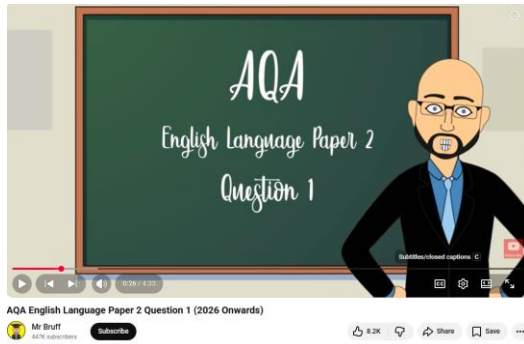 AQA
English Language Paper 2
Question 1
Subtitles/closed captions C
0:26 / 4:33
AQA English Language Paper 2 Question 1 (2026 Onwards)
Mr Bruff
447K subscribers
Subscribe
8.2K
Share
Save